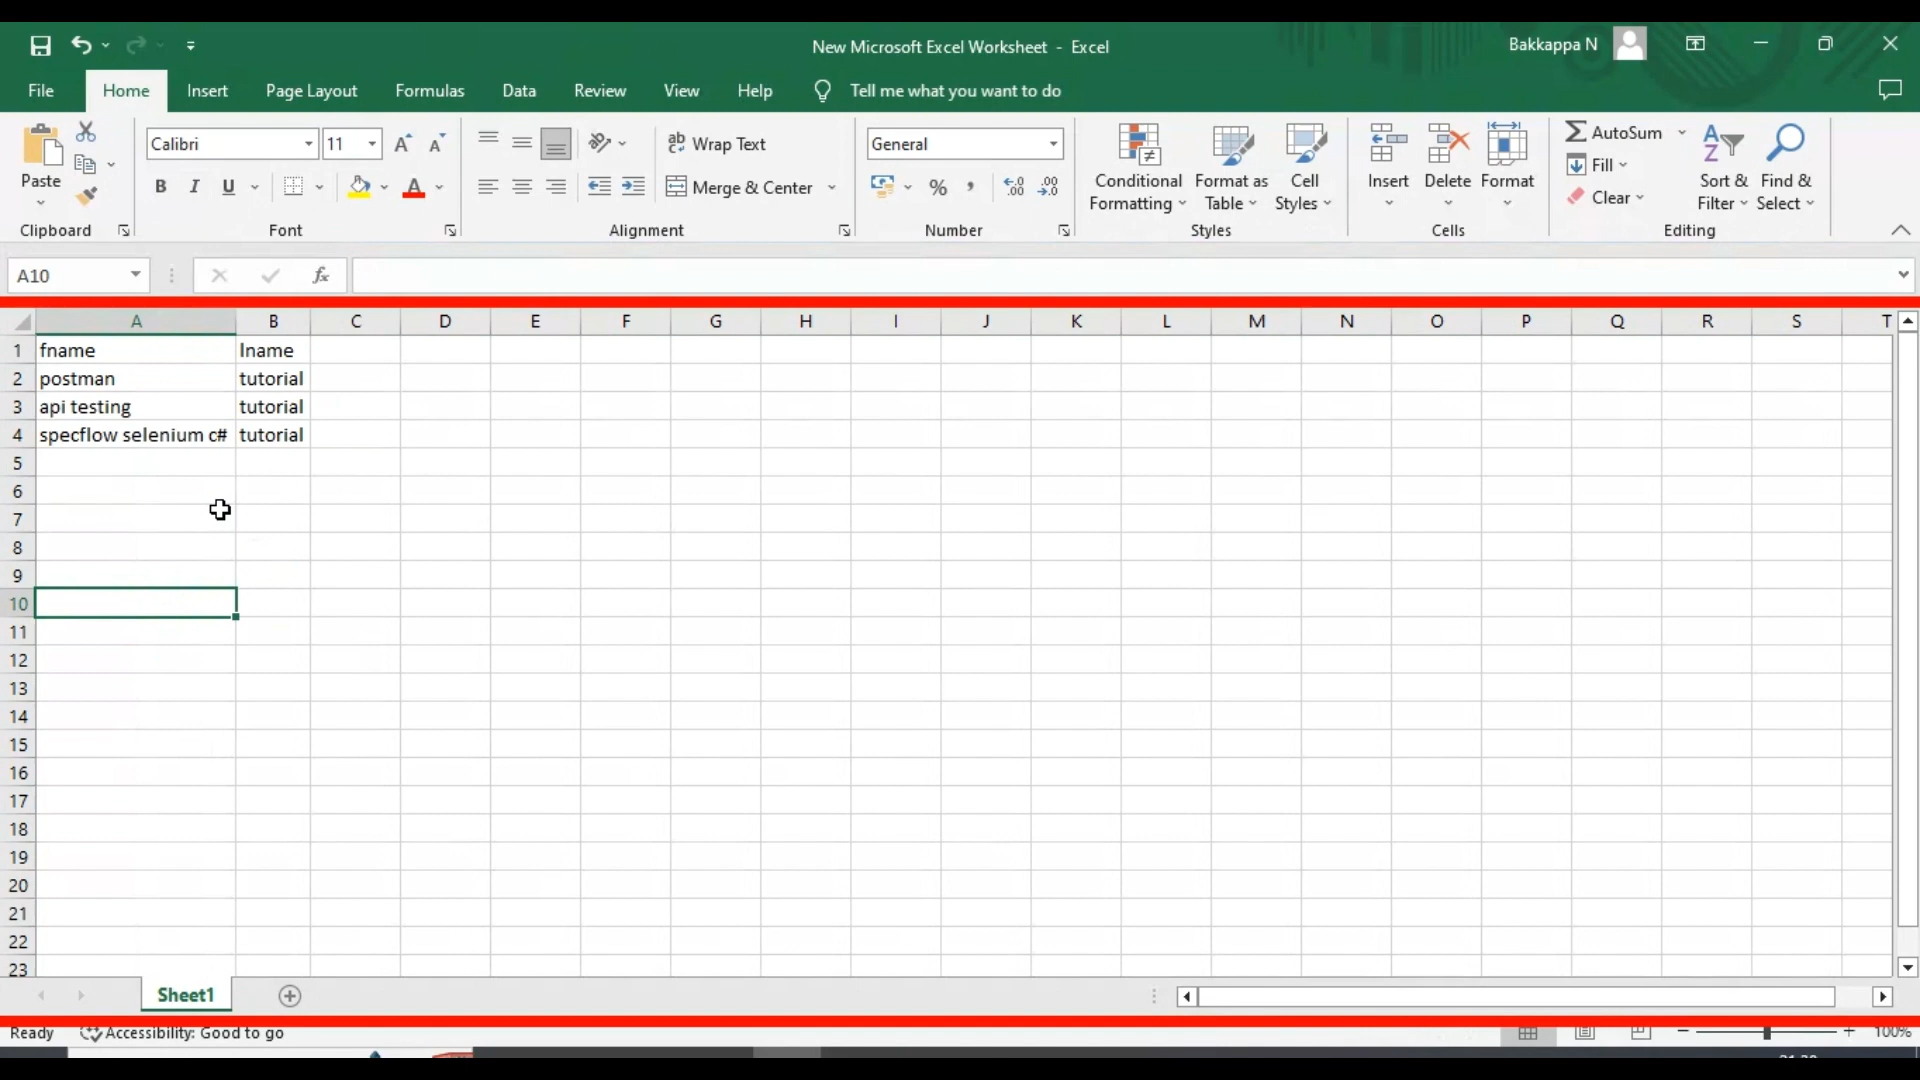 New Microsoft Excel Worksheet - Excel
Bakkappa N
File Home Insert Page Layout Formulas Data Review View Help Tell me what you want to do
Paste
Clipboard
Calibri 11
B I U A
Font
ab Wrap Text
Merge & Center
Alignment
General
% ,
Number
Conditional Formatting
Format as Table
Cell Styles
Styles
Insert Delete Format
Cells
AutoSum
Fill
Clear
Sort & Filter
Find & Select
Editing
A10 fx
A B C D E F G H I J K L M N O P Q R S T
1 fname lname
2 postman tutorial
3 api testing tutorial
4 specflow selenium c# tutorial
5
6
7
8
9
10
11
12
13
14
15
16
17
18
19
20
21
22
23
Sheet1
Ready Accessibility: Good to go 100%